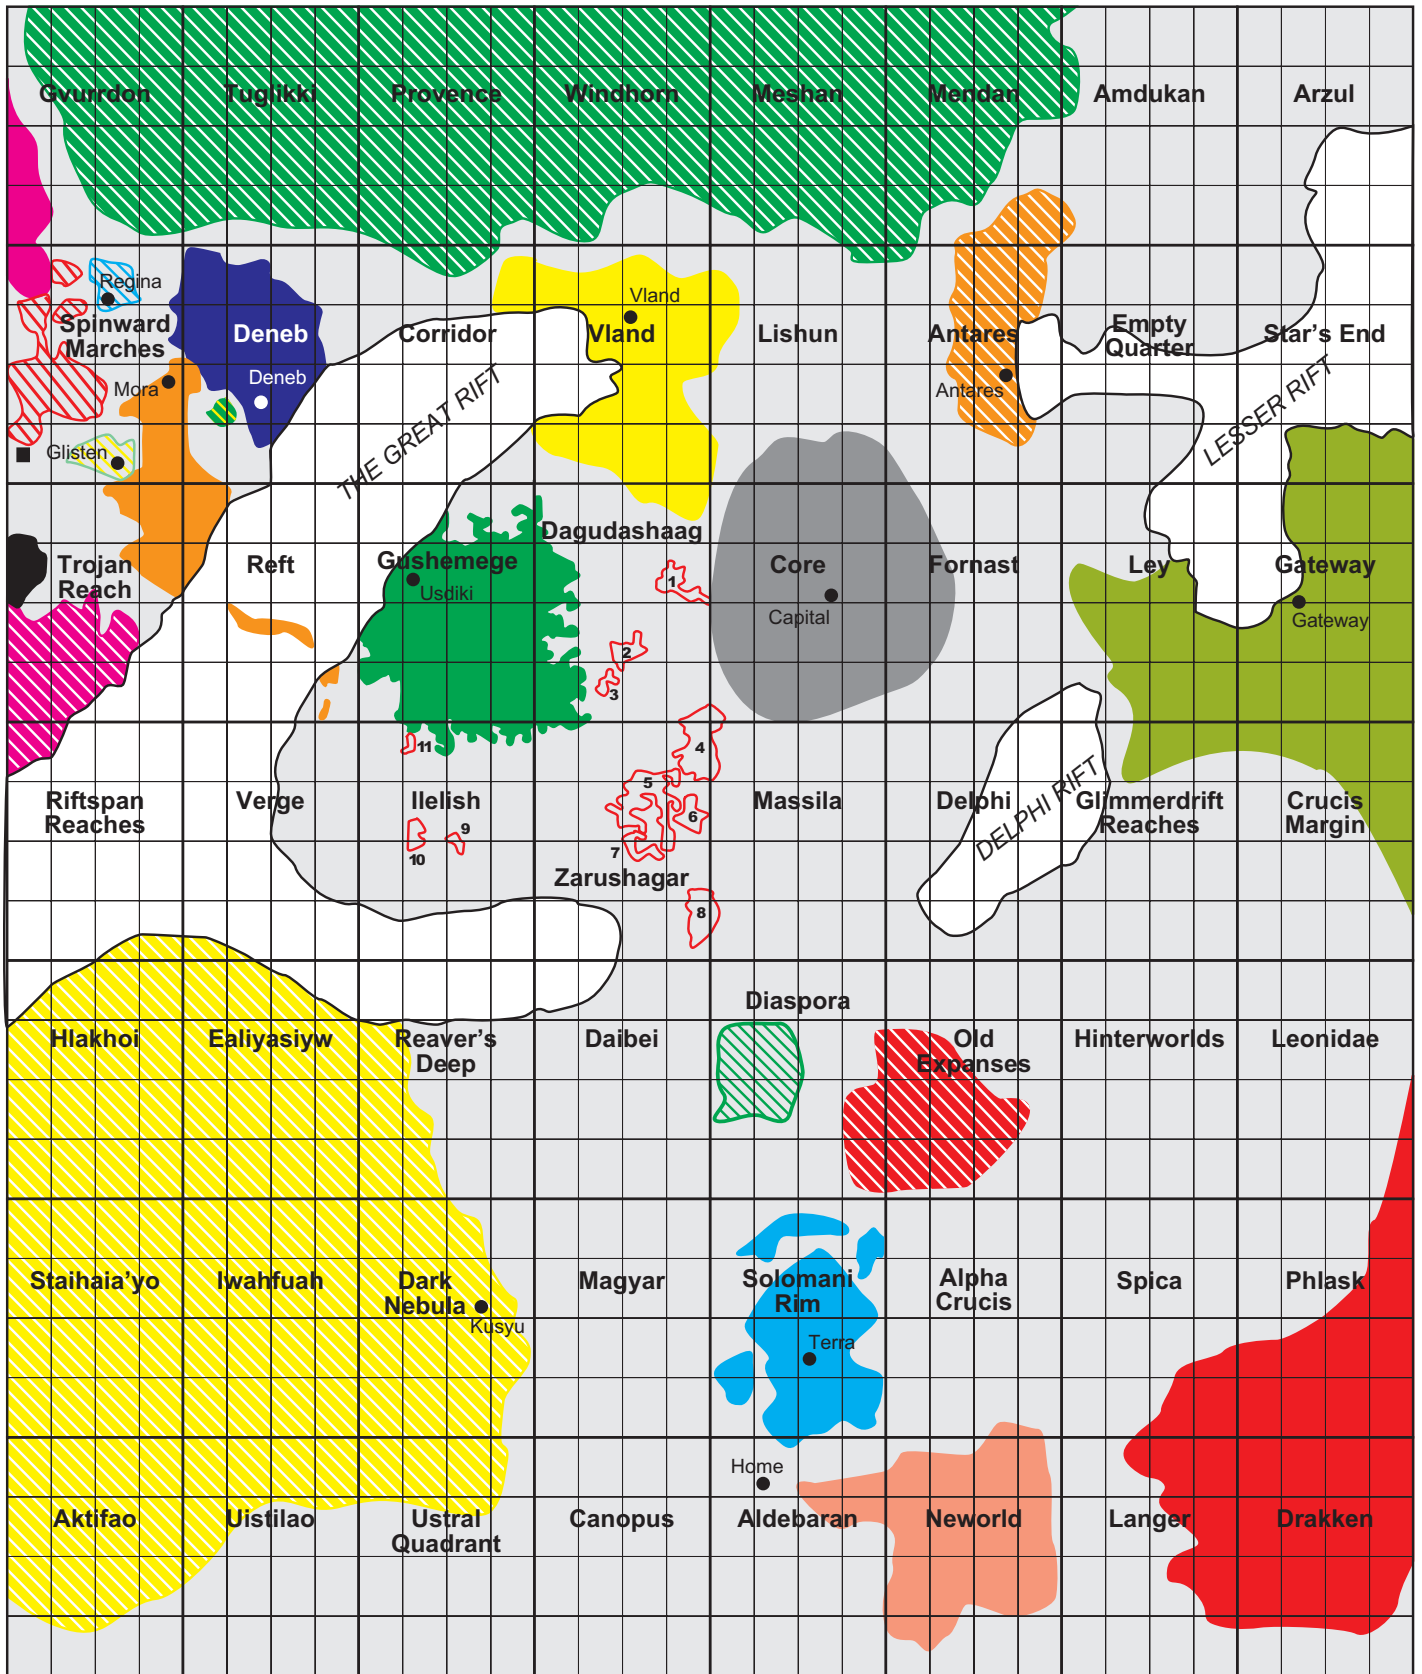 Gvurrdon
Tuglikki
Provence
Windhorn
Meshan
Mendan
Amdukan
Arzul
Regina
Spinward
Marches
Mora
Glisten
Deneb
Deneb
Corridor
THE GREAT RIFT
Vland
Vland
Lishun
Antares
Antares
Empty
Quarter
Star's End
LESSER RIFT
Trojan
Reach
Reft
Gushemege
Usdiki
Dagudashaag
1
2
3
Core
Capital
Fornast
Ley
Gateway
Gateway
Riftspan
Reaches
Verge
11
Ilelish
9
10
4
5
6
7
Zarushagar
8
Massila
Delphi
DELPHI RIFT
Glimmerdrift
Reaches
Crucis
Margin
Hlakhoi
Ealiyasiyw
Reaver's
Deep
Daibei
Diaspora
Old
Expanses
Hinterworlds
Leonidae
Staihaia'yo
Iwahfuah
Dark
Nebula
Kusyu
Magyar
Solomani
Rim
Terra
Alpha
Crucis
Spica
Phlask
Aktifao
Uistilao
Ustral
Quadrant
Canopus
Home
Aldebaran
Neworld
Langer
Drakken